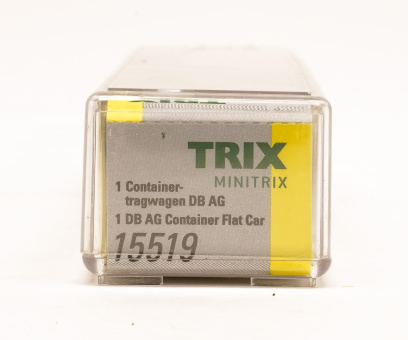 TRIX
MINITRIX
1 Container-
tragwagen DB AG
1 DB AG Container Flat Car
15519